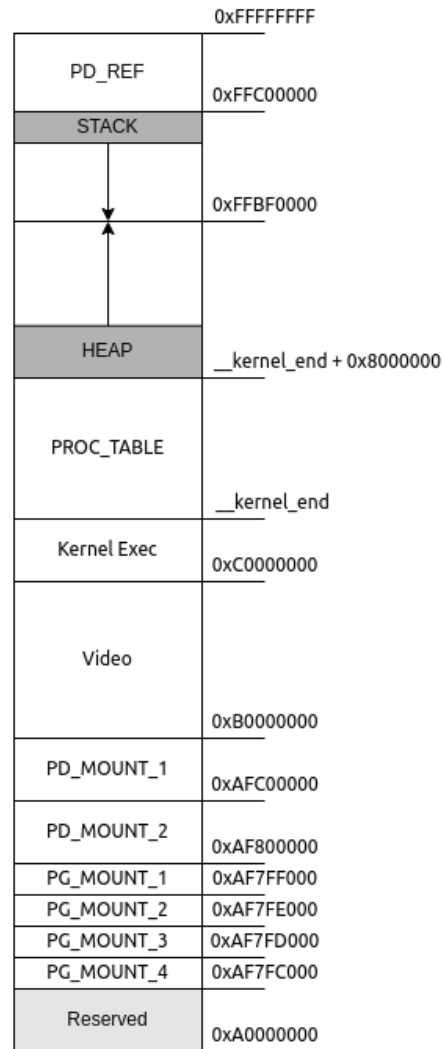 0xFFFFFFFF
PD_REF
0xFFC00000
STACK
0xFFBF0000
HEAP
__kernel_end + 0x8000000
PROC_TABLE
__kernel_end
Kernel Exec
0xC0000000
Video
0xB0000000
PD_MOUNT_1
0xAFC00000
PD_MOUNT_2
0xAF800000
PG_MOUNT_1 0xAF7FF000
PG_MOUNT_2 0xAF7FE000
PG_MOUNT_3 0xAF7FD000
PG_MOUNT_4 0xAF7FC000
Reserved
0xA0000000